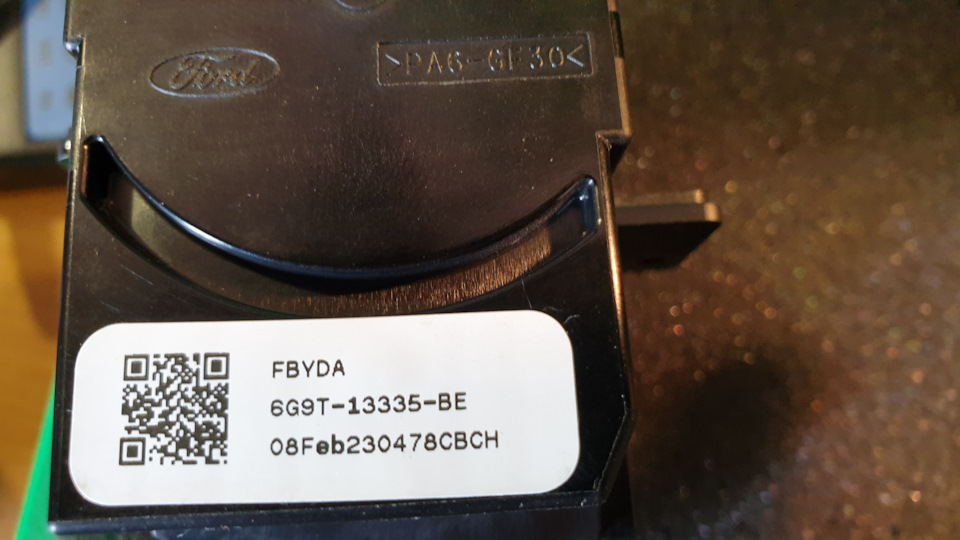 Ford
>PA6-GF30<
FBYDA
6G9T-13335-BE
08Feb230478CBCH